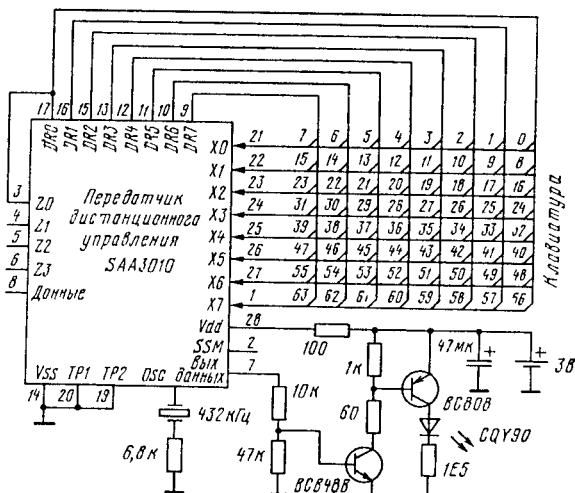 17 16 15 13 12 11 10 9
DR0 DR1 DR2 DR3 DR4 DR5 DR6 DR7
X0 21 7 6 5 4 3 2 1 0
X1 22 15 14 13 12 11 10 9 8
X2 23 23 22 21 20 19 18 17 16
X3 24 31 30 29 28 27 26 25 24
X4 25 39 38 37 36 35 34 33 32
X5 26 47 46 45 44 43 42 41 40
X6 27 55 54 53 52 51 50 49 48
X7 1 63 62 61 60 59 58 57 56
Клавиатура
3 Z0
4 Z1
5 Z2
6 Z3
8 Данные
Передатчик
дистанционного
управления
SAA3010
Vdd 28
SSM 2
Вых
данных 7
Vss TP1 TP2 OSC
14 20 19
432кГц
6,8к
100
10к
47к
1к
60
BC848B
BC808
47мк
+
+
3В
CQY90
1E5